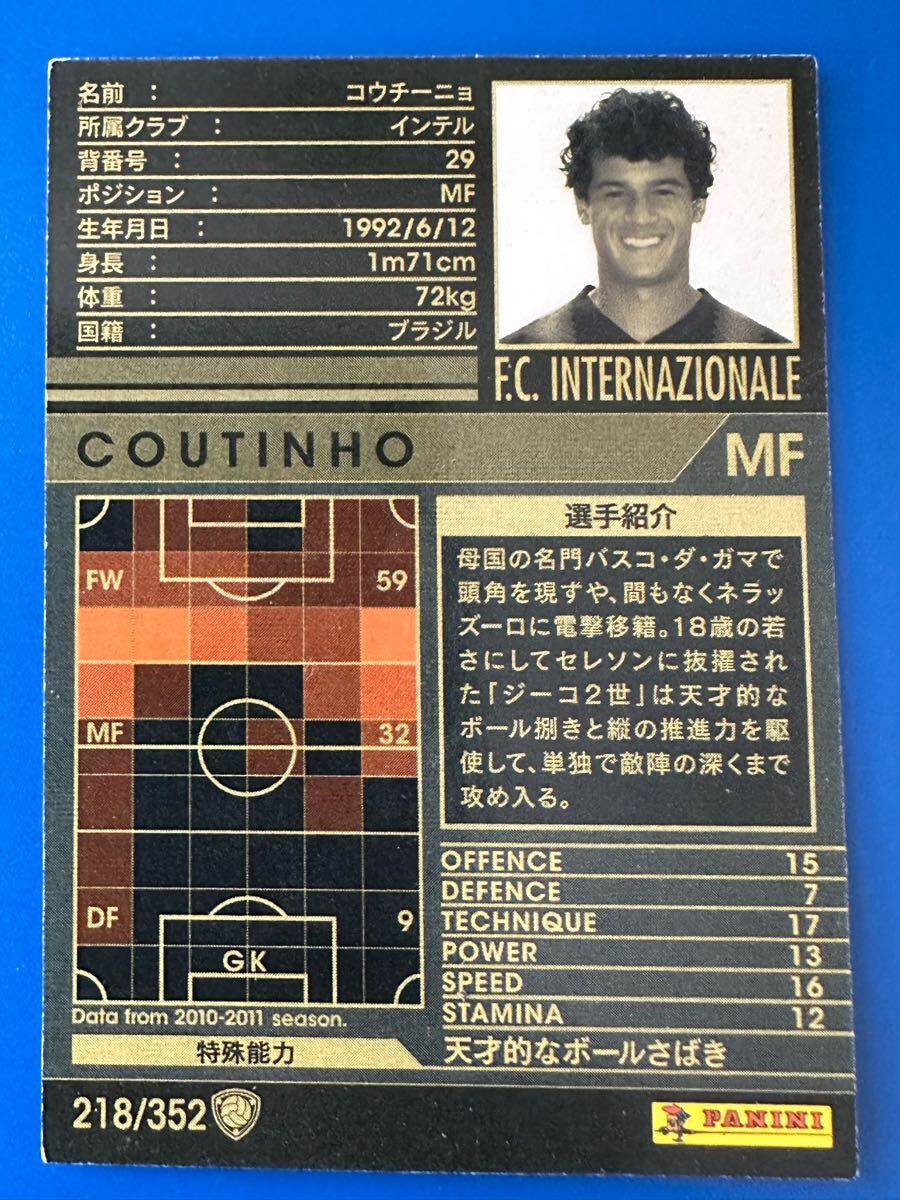 名前 : コウチーニョ
所属クラブ : インテル
背番号 : 29
ポジション : MF
生年月日 : 1992/6/12
身長 : 1m71cm
体重 : 72kg
国籍 : ブラジル
F.C. INTERNAZIONALE
COUTINHO MF
FW 59
MF 32
DF 9
GK
Data from 2010-2011 season.
選手紹介
母国の名門バスコ・ダ・ガマで
頭角を現ずや、間もなくネラッ
ズーロに電撃移籍。18歳の若
さにしてセレソンに抜擢され
た「ジーコ2世」は天才的な
ボール捌きと縦の推進力を駆
使して、単独で敵陣の深くまで
攻め入る。
OFFENCE 15
DEFENCE 7
TECHNIQUE 17
POWER 13
SPEED 16
STAMINA 12
特殊能力 天才的なボールさばき
218/352
PANINI